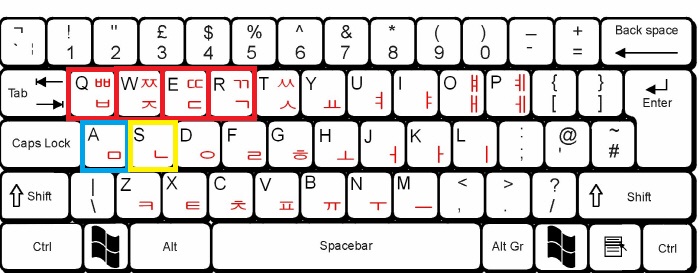 ¬ ! " £ $ % ^ & * ( ) _ + Back space
` ¦ 1 2 3 4 5 6 7 8 9 0 - =
Q ㅃ W ㅉ E ㄸ R ㄲ T ㅆ Y U I O ㅒ P ㅖ { }
Tab ㅂ ㅈ ㄷ ㄱ ㅅ ㅛ ㅕ ㅑ ㅐ ㅔ [ ] Enter
A S D F G H J K L : @ ~
Caps Lock ㅁ ㄴ ㅇ ㄹ ㅎ ㅗ ㅓ ㅏ ㅣ ; ' #
| Z X C V B N M < > ?
Shift \ ㅋ ㅌ ㅊ ㅍ ㅠ ㅜ ㅡ , . / Shift
Ctrl Alt Spacebar Alt Gr Ctrl